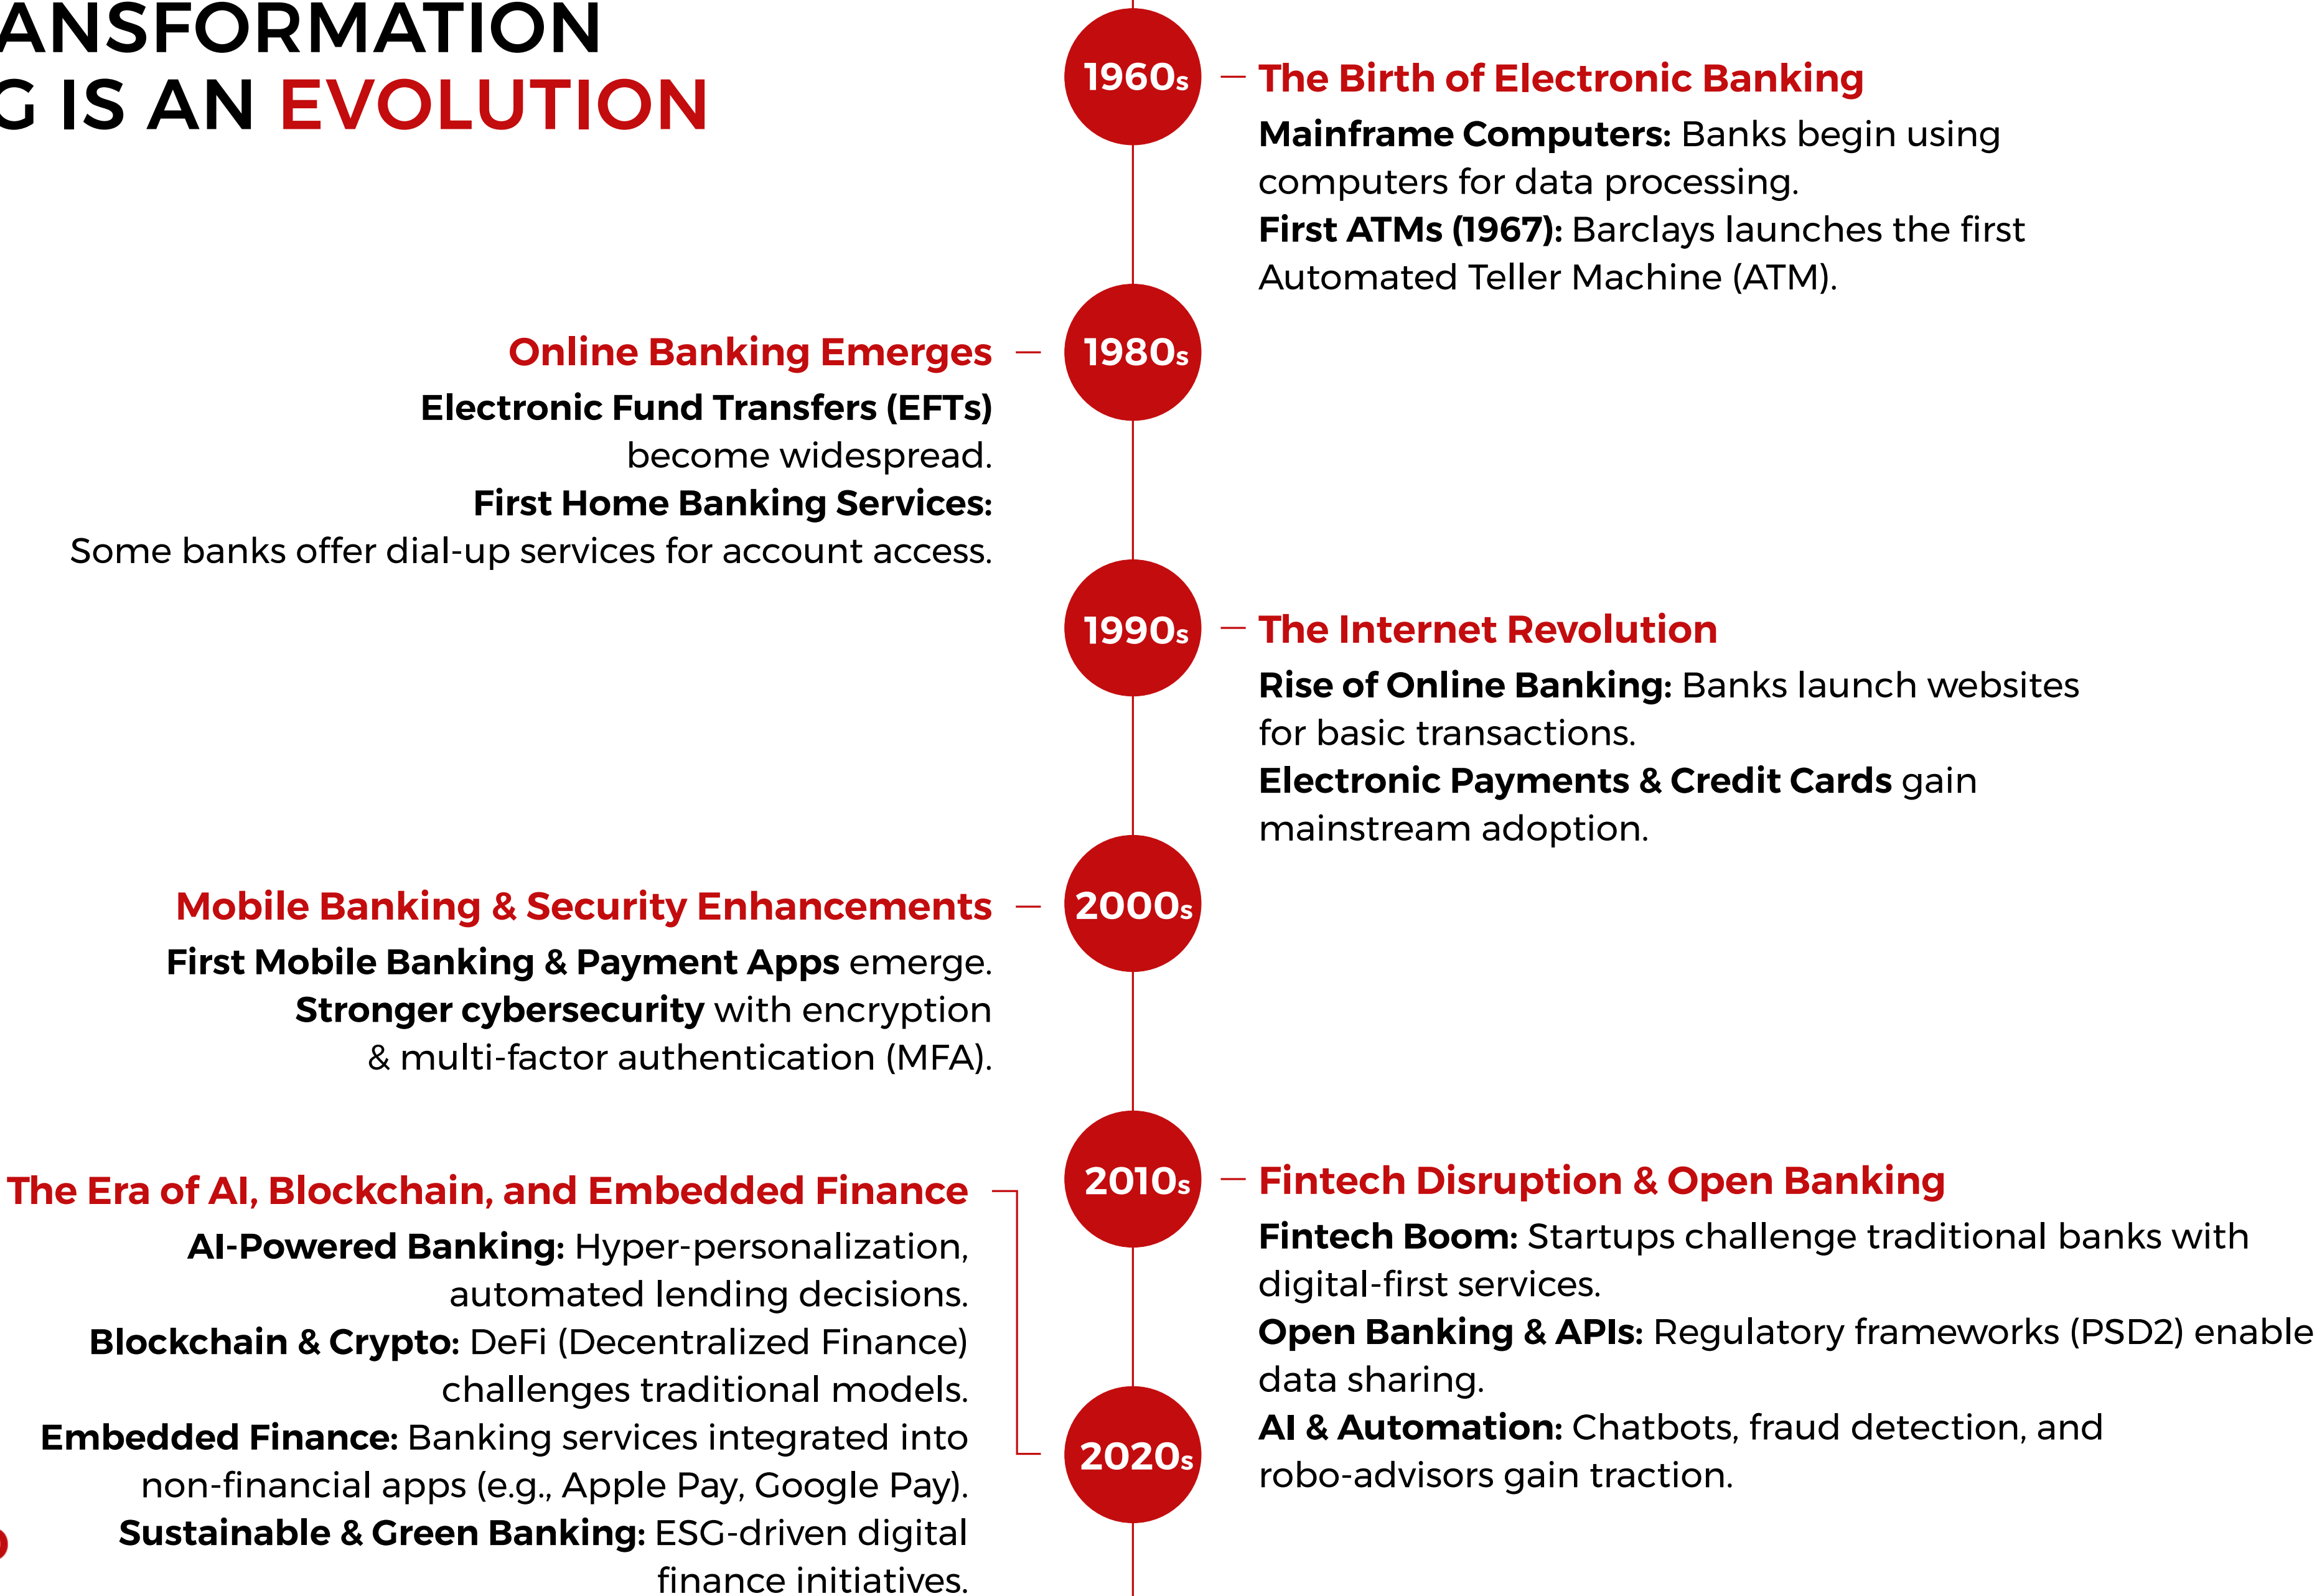 ANSFORMATION
G IS AN EVOLUTION
1960s
The Birth of Electronic Banking
Mainframe Computers: Banks begin using
computers for data processing.
First ATMs (1967): Barclays launches the first
Automated Teller Machine (ATM).
1980s
Online Banking Emerges
Electronic Fund Transfers (EFTs)
become widespread.
First Home Banking Services:
Some banks offer dial-up services for account access.
1990s
The Internet Revolution
Rise of Online Banking: Banks launch websites
for basic transactions.
Electronic Payments & Credit Cards gain
mainstream adoption.
2000s
Mobile Banking & Security Enhancements
First Mobile Banking & Payment Apps emerge.
Stronger cybersecurity with encryption
& multi-factor authentication (MFA).
2010s
Fintech Disruption & Open Banking
Fintech Boom: Startups challenge traditional banks with
digital-first services.
Open Banking & APIs: Regulatory frameworks (PSD2) enable
data sharing.
AI & Automation: Chatbots, fraud detection, and
robo-advisors gain traction.
2020s
The Era of AI, Blockchain, and Embedded Finance
AI-Powered Banking: Hyper-personalization,
automated lending decisions.
Blockchain & Crypto: DeFi (Decentralized Finance)
challenges traditional models.
Embedded Finance: Banking services integrated into
non-financial apps (e.g., Apple Pay, Google Pay).
Sustainable & Green Banking: ESG-driven digital
finance initiatives.